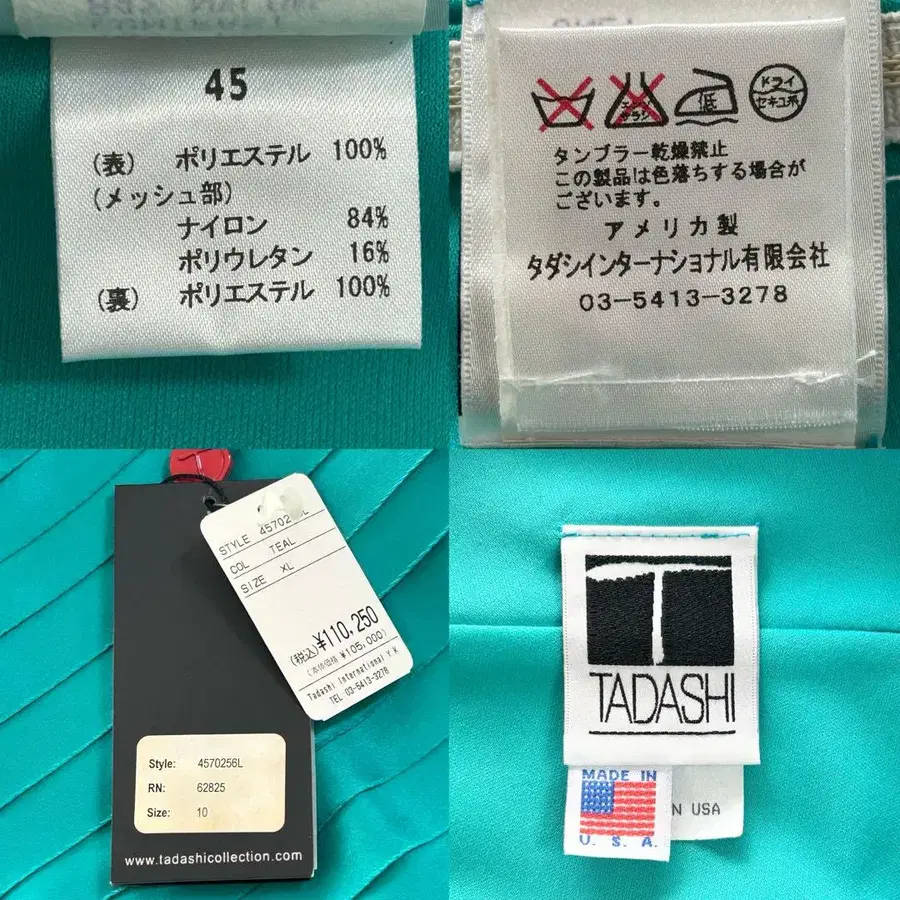 45
(表) ポリエステル 100%
(メッシュ部)
ナイロン 84%
ポリウレタン 16%
(裏) ポリエステル 100%
低
ドライ
セキユ系
タンブラー乾燥禁止
この製品は色落ちする場合が
ございます。
アメリカ製
タダシインターナショナル有限会社
03-5413-3278
STYLE
COL TEAL
SIZE XL
(税込)¥110,250
(本体価格 ¥105,000)
Tadashi International Y.K
TEL 03-5413-3278
Style: 4570256L
RN: 62825
Size: 10
www.tadashicollection.com
TADASHI
MADE IN
U. S. A.
N USA